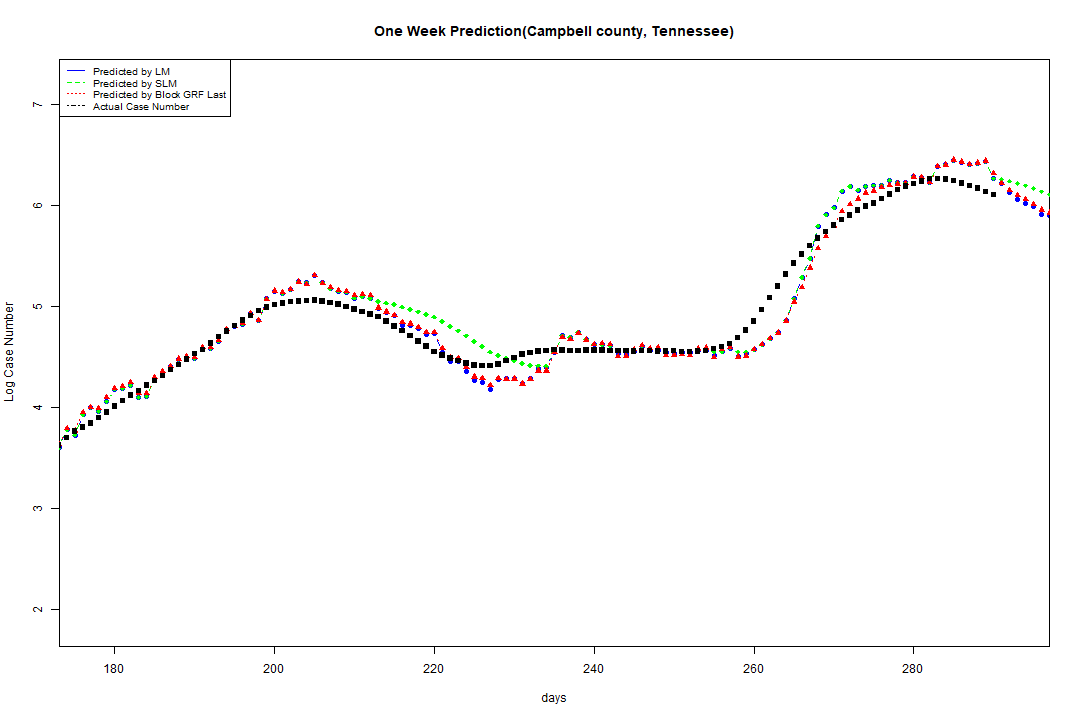 One Week Prediction(Campbell county, Tennessee)
Predicted by LM
Predicted by SLM
Predicted by Block GRF Last
Actual Case Number
7
6
5
4
3
2
Log Case Number
180 200 220 240 260 280
days